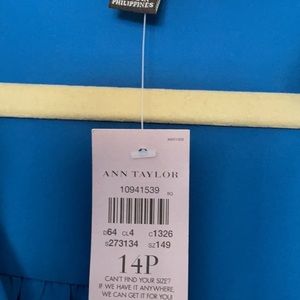 PHILIPPINES
ANN TAYLOR
10941539
D64 CL4 C1326
S273134 SZ149
14P
CAN'T FIND YOUR SIZE?
IF WE HAVE IT ANYWHERE,
WE CAN GET IT FOR YOU!